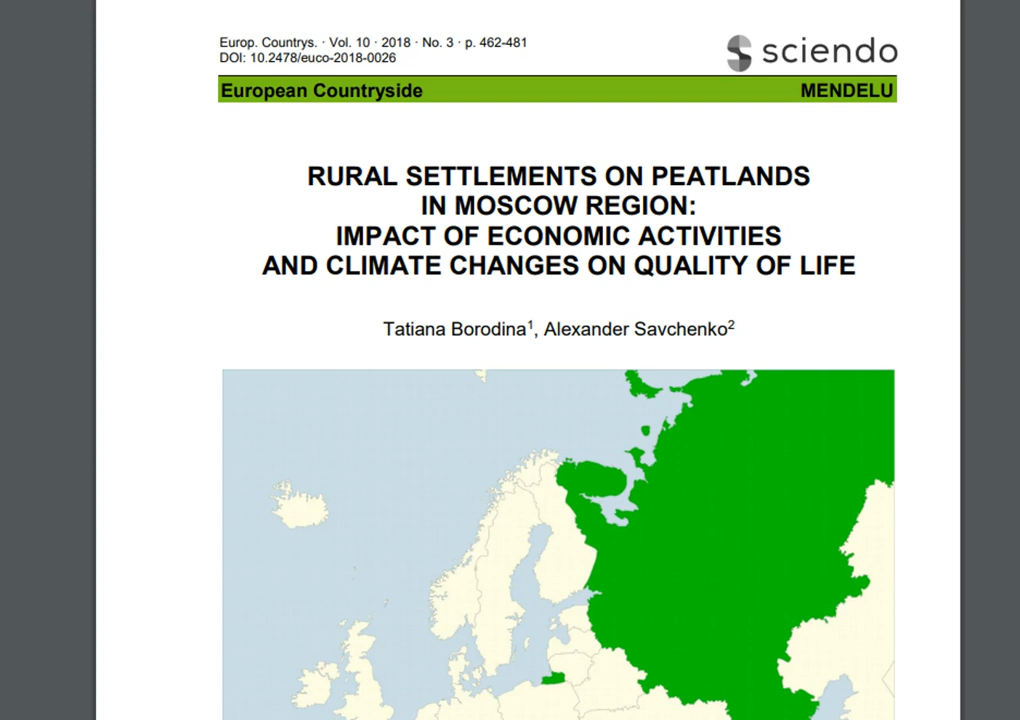 Europ. Countrys. · Vol. 10 · 2018 · No. 3 · p. 462-481
DOI: 10.2478/euco-2018-0026
sciendo
European Countryside MENDELU
RURAL SETTLEMENTS ON PEATLANDS
IN MOSCOW REGION:
IMPACT OF ECONOMIC ACTIVITIES
AND CLIMATE CHANGES ON QUALITY OF LIFE
Tatiana Borodina¹, Alexander Savchenko²